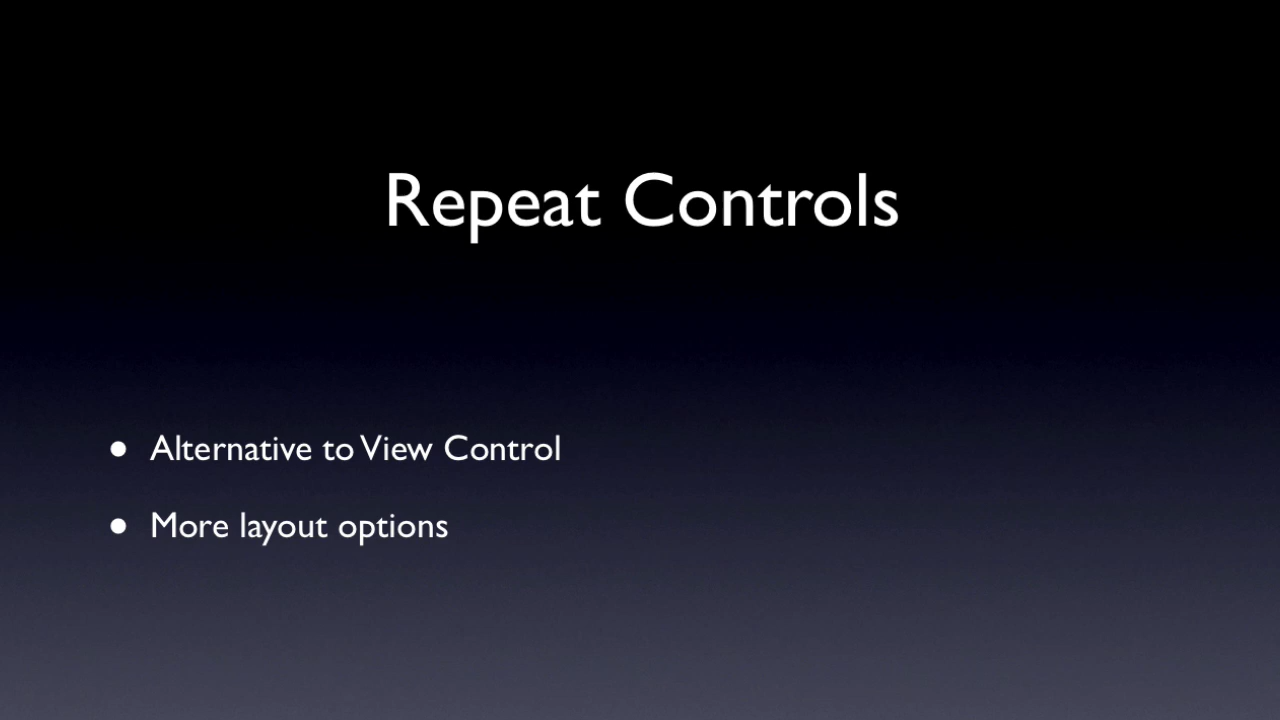 Repeat Controls
• Alternative to View Control
• More layout options